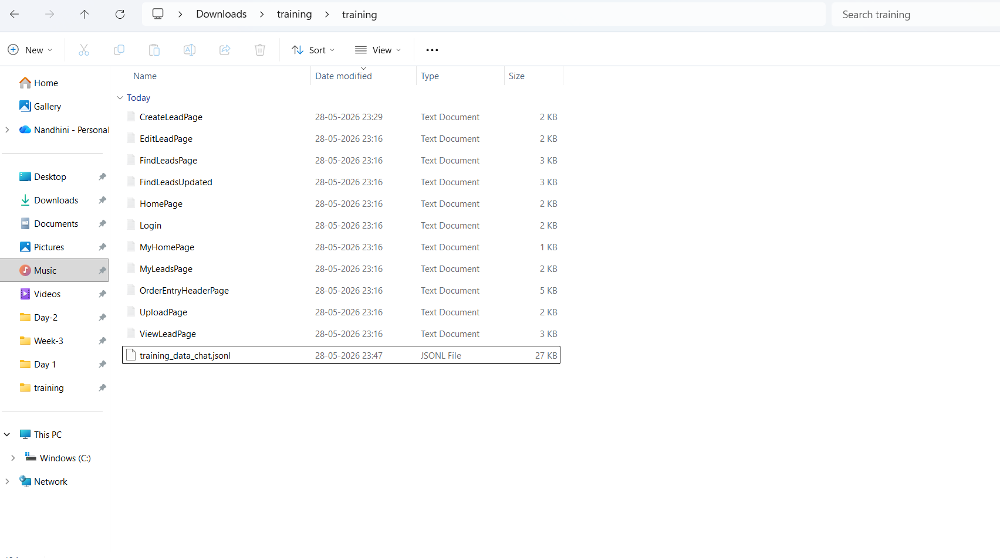 Downloads > training > training
Search training
New
Sort
View
Name Date modified Type Size
Home
Gallery
Nandhini - Personal
Desktop
Downloads
Documents
Pictures
Music
Videos
Day-2
Week-3
Day 1
training
This PC
Windows (C:)
Network
Today
CreateLeadPage 28-05-2026 23:29 Text Document 2 KB
EditLeadPage 28-05-2026 23:16 Text Document 2 KB
FindLeadsPage 28-05-2026 23:16 Text Document 3 KB
FindLeadsUpdated 28-05-2026 23:16 Text Document 3 KB
HomePage 28-05-2026 23:16 Text Document 2 KB
Login 28-05-2026 23:16 Text Document 2 KB
MyHomePage 28-05-2026 23:16 Text Document 1 KB
MyLeadsPage 28-05-2026 23:16 Text Document 2 KB
OrderEntryHeaderPage 28-05-2026 23:16 Text Document 5 KB
UploadPage 28-05-2026 23:16 Text Document 2 KB
ViewLeadPage 28-05-2026 23:16 Text Document 3 KB
training_data_chat.jsonl 28-05-2026 23:47 JSONL File 27 KB